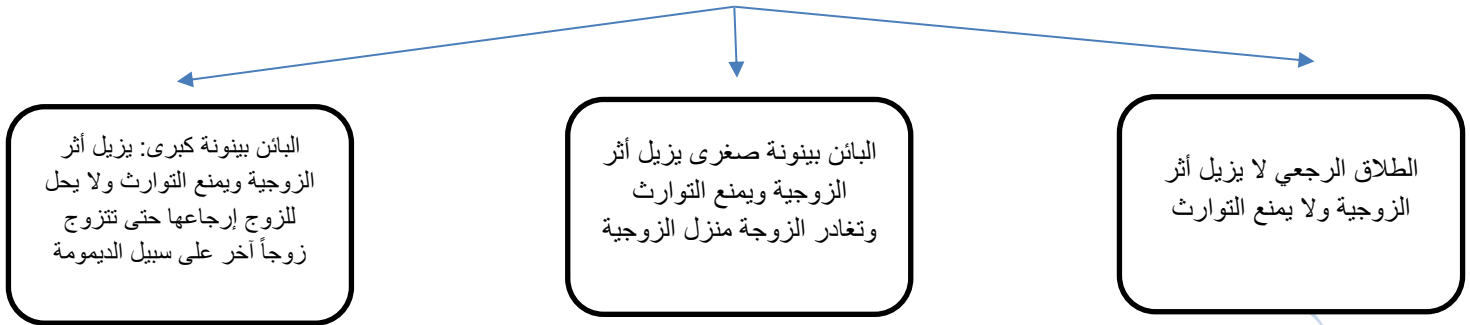 الطلاق الرجعي لا يزيل أثر
الزوجية ولا يمنع التوارث
البائن بينونة صغرى يزيل أثر
الزوجية ويمنع التوارث
وتغادر الزوجة منزل الزوجية
البائن بينونة كبرى: يزيل أثر
الزوجية ويمنع التوارث ولا يحل
للزوج إرجاعها حتى تتزوج
زوجاً آخر على سبيل الديمومة